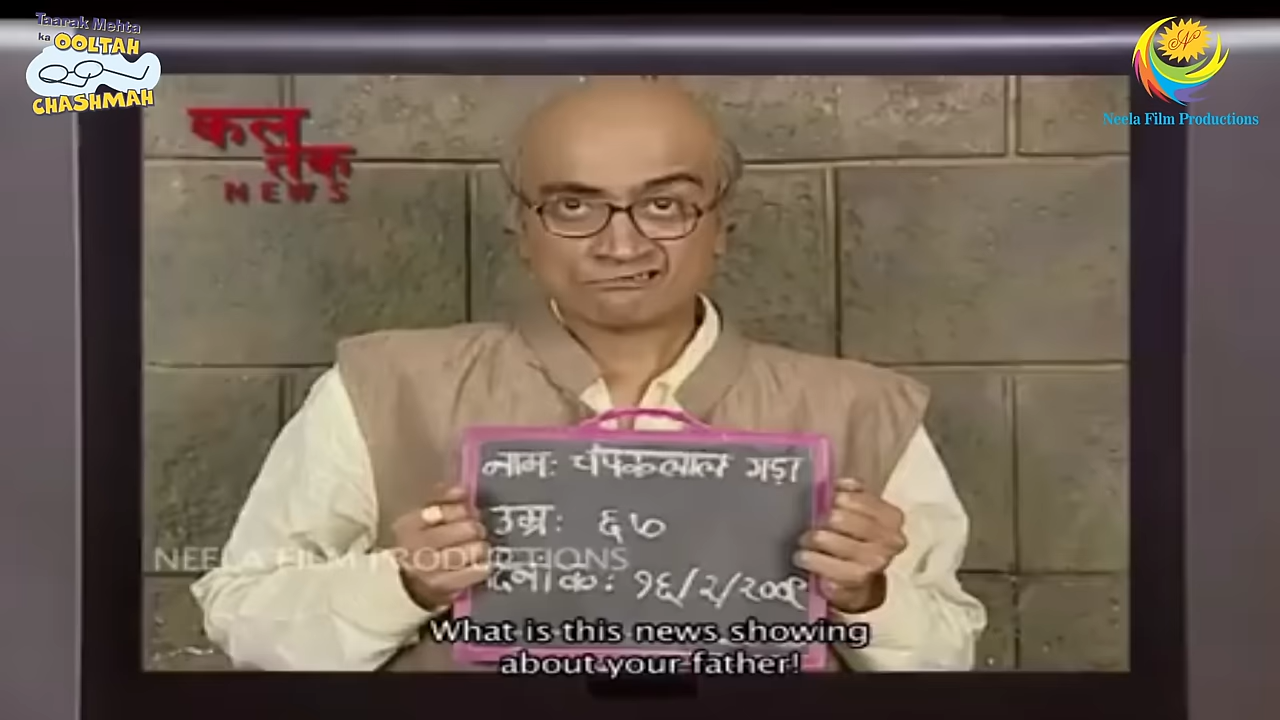 Taarak Mehta
ka OOLTAH
CHASHMAH
Neela Film Productions
कल
तक
NEWS
नाम: चंपकलाल गड़ा
उम्र: ६७
NEELA FILM PRODUCTIONS
दिनांक: १६/२/२००९
What is this news showing
about your father!